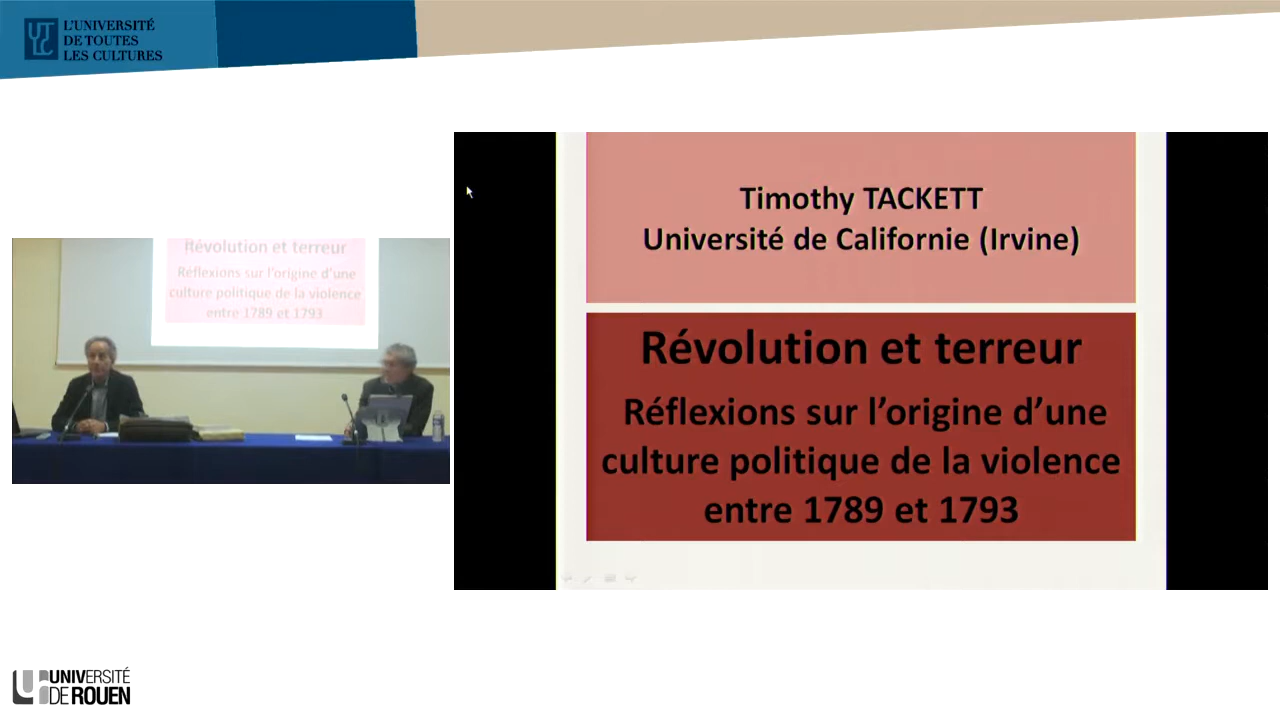 L'UNIVERSITÉ
DE TOUTES
LES CULTURES
Révolution et terreur
Réflexions sur l'origine d'une
culture politique de la violence
entre 1789 et 1793
Timothy TACKETT
Université de Californie (Irvine)
Révolution et terreur
Réflexions sur l'origine d'une
culture politique de la violence
entre 1789 et 1793
UNIVERSITÉ
DE ROUEN